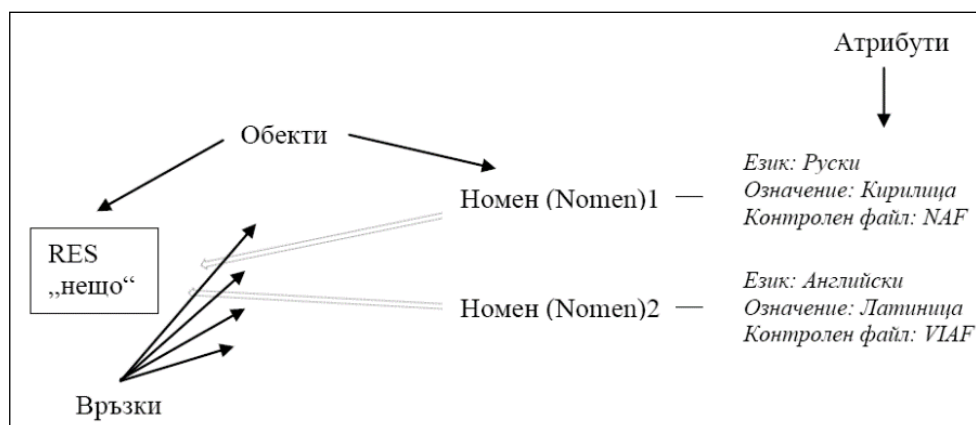 Атрибути
Обекти
Език: Руски
Номен (Nomen)1
Означение: Кирилица
Контролен файл: NAF
RES
„нещо“
Език: Английски
Номен (Nomen)2
Означение: Латиница
Контролен файл: VIAF
Връзки